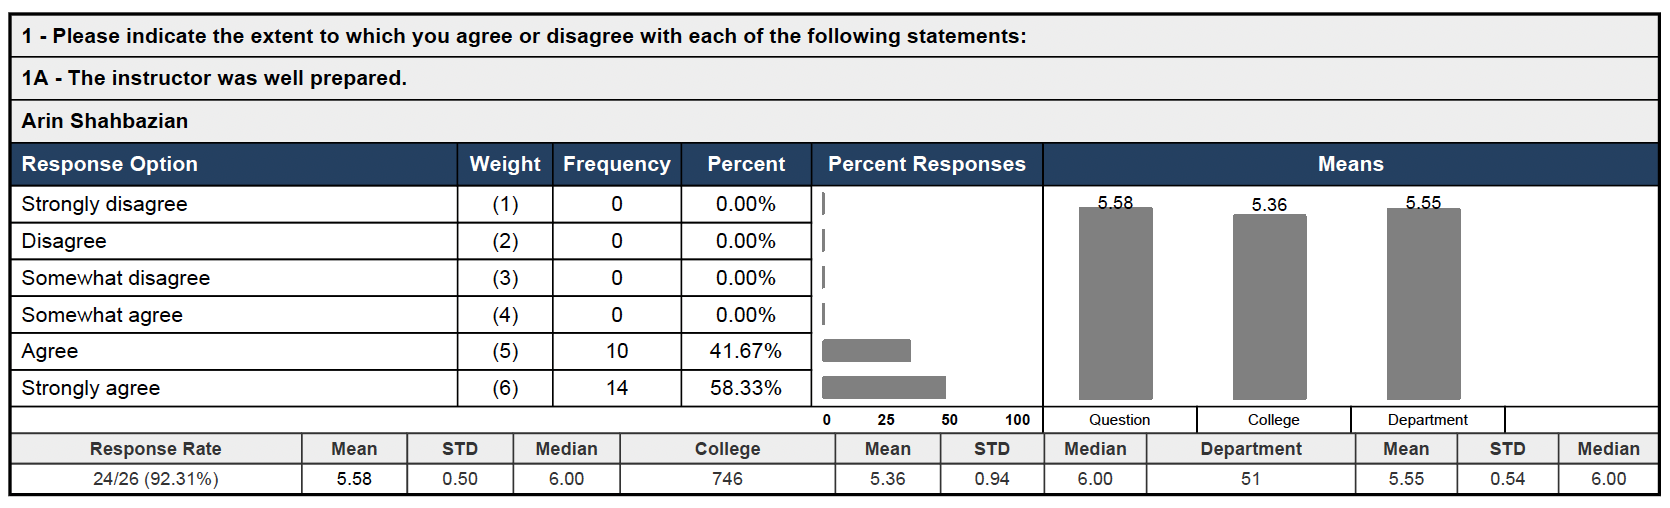 1 - Please indicate the extent to which you agree or disagree with each of the following statements:
1A - The instructor was well prepared.
Arin Shahbazian
Response Option Weight Frequency Percent Percent Responses Means
Strongly disagree (1) 0 0.00%
Disagree (2) 0 0.00%
Somewhat disagree (3) 0 0.00%
Somewhat agree (4) 0 0.00%
Agree (5) 10 41.67%
Strongly agree (6) 14 58.33%
5.58 5.36 5.55
0 25 50 100 Question College Department
Response Rate Mean STD Median College Mean STD Median Department Mean STD Median
24/26 (92.31%) 5.58 0.50 6.00 746 5.36 0.94 6.00 51 5.55 0.54 6.00